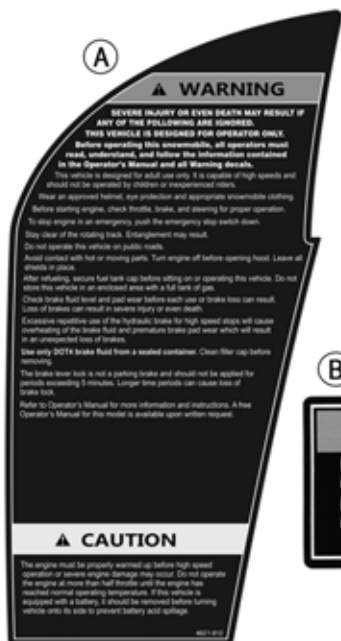 A
⚠ WARNING
SEVERE INJURY OR EVEN DEATH MAY RESULT IF
ANY OF THE FOLLOWING ARE IGNORED.
THIS VEHICLE IS DESIGNED FOR OPERATOR ONLY.
Before operating this snowmobile, all operators must
read, understand, and follow the information contained
in the Operator's Manual and all Warning decals.
This vehicle is designed for adult use only. It is capable of high speeds and
should not be operated by children or inexperienced riders.
Wear an approved helmet, eye protection and appropriate snowmobile clothing.
Before starting engine, check throttle, brake, and steering for proper operation.
To stop engine in an emergency, push the emergency stop switch down.
Stay clear of the rotating track. Entanglement may result.
Do not operate this vehicle on public roads.
Avoid contact with hot or moving parts. Turn engine off before opening hood. Leave all
shields in place.
After refueling, secure fuel tank cap before sitting on or operating this vehicle. Do not
store this vehicle in an enclosed area with a full tank of gas.
Check brake fluid level and pad wear before each use or brake loss can result.
Loss of brakes can result in severe injury or even death.
Excessive repetitive use of the hydraulic brake for high speed stops will cause
overheating of the brake fluid and premature brake pad wear which will result
in an unexpected loss of brakes.
Use only DOT4 brake fluid from a sealed container. Clean filler cap before
removing.
The brake lever lock is not a parking brake and should not be applied for
periods exceeding 5 minutes. Longer time periods can cause loss of
brake lock.
Refer to Operator's Manual for more information and instructions. A free
Operator's Manual for this model is available upon written request.
B
⚠ CAUTION
The engine must be properly warmed up before high speed
operation or severe engine damage may occur. Do not operate
the engine at more than half throttle until the engine has
reached normal operating temperature. If this vehicle is
equipped with a battery, it should be removed before turning
vehicle onto its side to prevent battery acid spillage.
4621-912